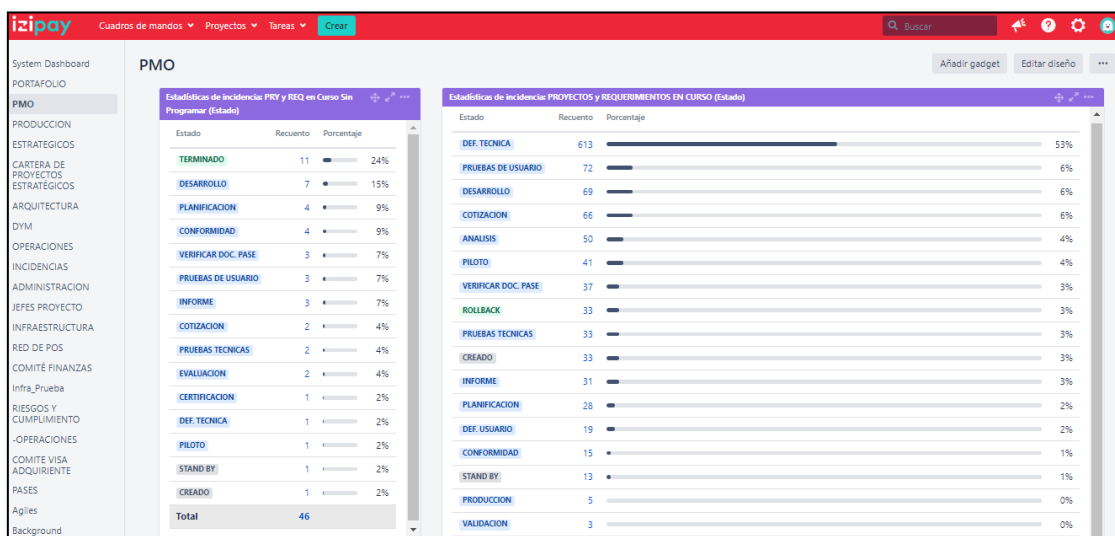 izipay
Cuadros de mandos Proyectos Tareas Crear Buscar
System Dashboard
PORTAFOLIO
PMO
PRODUCCION
ESTRATEGICOS
CARTERA DE
PROYECTOS
ESTRATÉGICOS
ARQUITECTURA
DYM
OPERACIONES
INCIDENCIAS
ADMINISTRACION
JEFES PROYECTO
INFRAESTRUCTURA
RED DE POS
COMITÉ FINANZAS
Infra_Prueba
RIESGOS Y
CUMPLIMIENTO
-OPERACIONES
COMITE VISA
ADQUIRIENTE
PASES
Agiles
Background
PMO
Añadir gadget Editar diseño
Estadísticas de incidencia: PRY y REQ en Curso Sin
Programar (Estado)
Estado Recuento Porcentaje
TERMINADO 11 24%
DESARROLLO 7 15%
PLANIFICACION 4 9%
CONFORMIDAD 4 9%
VERIFICAR DOC. PASE 3 7%
PRUEBAS DE USUARIO 3 7%
INFORME 3 7%
COTIZACION 2 4%
PRUEBAS TECNICAS 2 4%
EVALUACION 2 4%
CERTIFICACION 1 2%
DEF. TECNICA 1 2%
PILOTO 1 2%
STAND BY 1 2%
CREADO 1 2%
Total 46
Estadísticas de incidencia: PROYECTOS y REQUERIMIENTOS EN CURSO (Estado)
Estado Recuento Porcentaje
DEF. TECNICA 613 53%
PRUEBAS DE USUARIO 72 6%
DESARROLLO 69 6%
COTIZACION 66 6%
ANALISIS 50 4%
PILOTO 41 4%
VERIFICAR DOC. PASE 37 3%
ROLLBACK 33 3%
PRUEBAS TECNICAS 33 3%
CREADO 33 3%
INFORME 31 3%
PLANIFICACION 28 2%
DEF. USUARIO 19 2%
CONFORMIDAD 15 1%
STAND BY 13 1%
PRODUCCION 5 0%
VALIDACION 3 0%